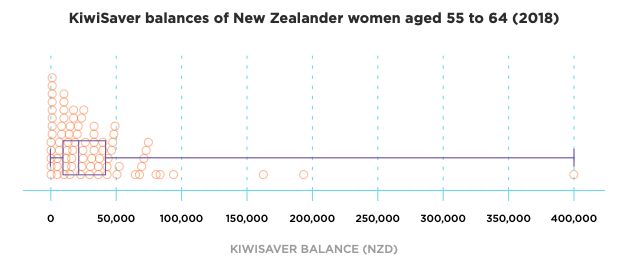 KiwiSaver balances of New Zealander women aged 55 to 64 (2018)
0 50,000 100,000 150,000 200,000 250,000 300,000 350,000 400,000
KIWISAVER BALANCE (NZD)